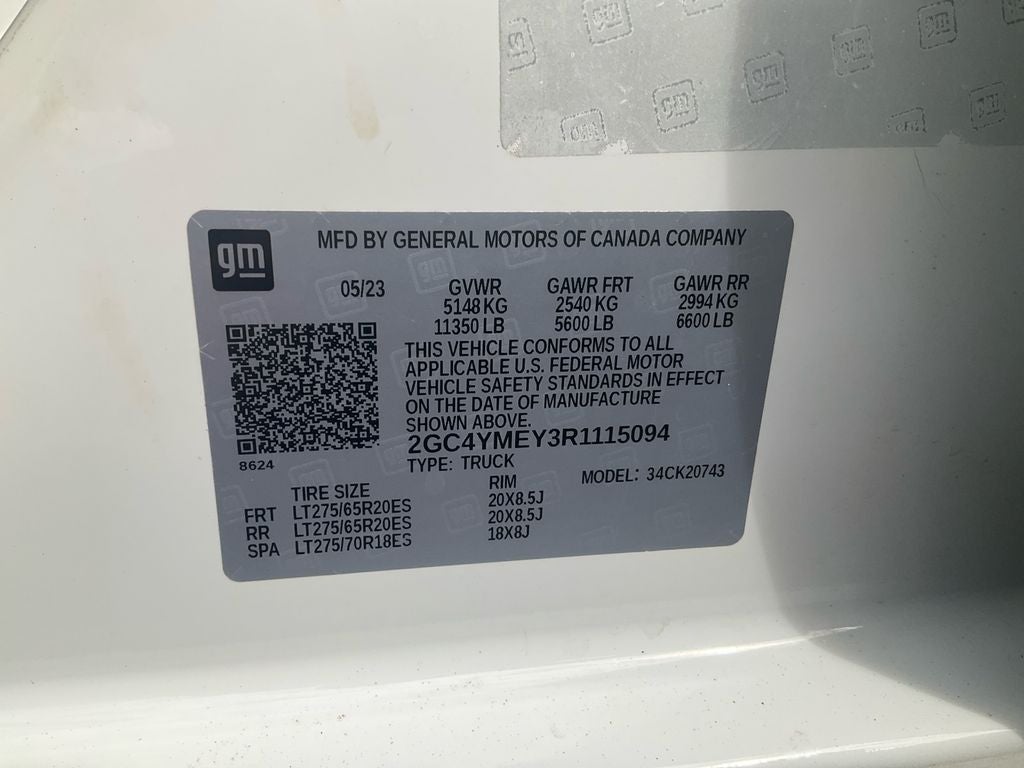 gm
MFD BY GENERAL MOTORS OF CANADA COMPANY
05/23 GVWR GAWR FRT GAWR RR
5148 KG 2540 KG 2994 KG
11350 LB 5600 LB 6600 LB
THIS VEHICLE CONFORMS TO ALL
APPLICABLE U.S. FEDERAL MOTOR
VEHICLE SAFETY STANDARDS IN EFFECT
ON THE DATE OF MANUFACTURE
SHOWN ABOVE.
2GC4YMEY3R1115094
8624
TYPE: TRUCK MODEL: 34CK20743
TIRE SIZE RIM
FRT LT275/65R20ES 20X8.5J
RR LT275/65R20ES 20X8.5J
SPA LT275/70R18ES 18X8J